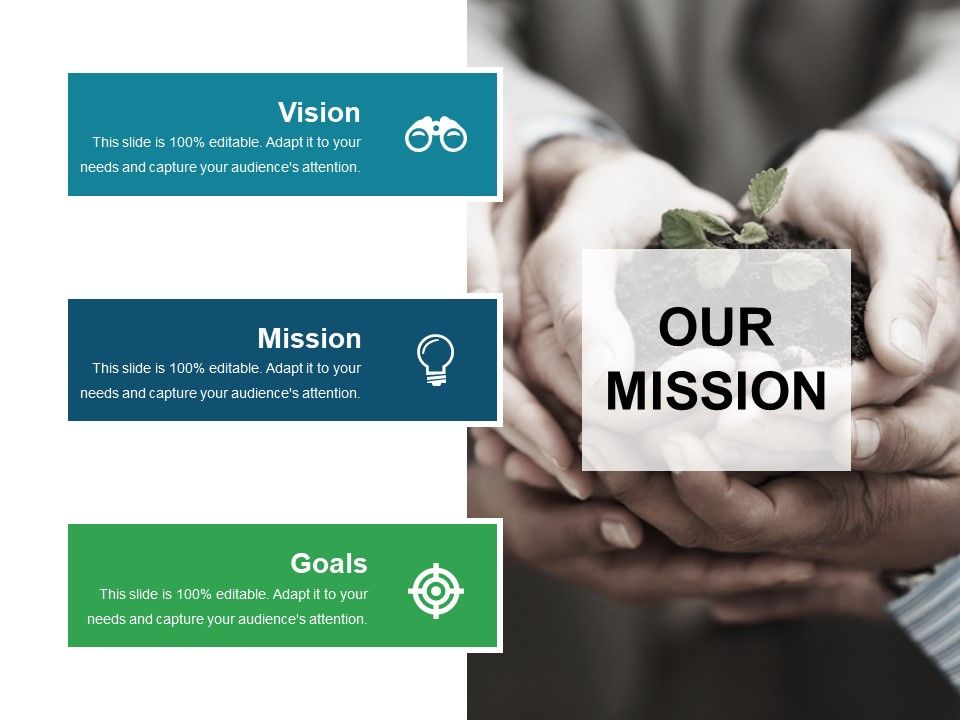 Vision
This slide is 100% editable. Adapt it to your
needs and capture your audience's attention.
Mission
This slide is 100% editable. Adapt it to your
needs and capture your audience's attention.
Goals
This slide is 100% editable. Adapt it to your
needs and capture your audience's attention.
OUR
MISSION